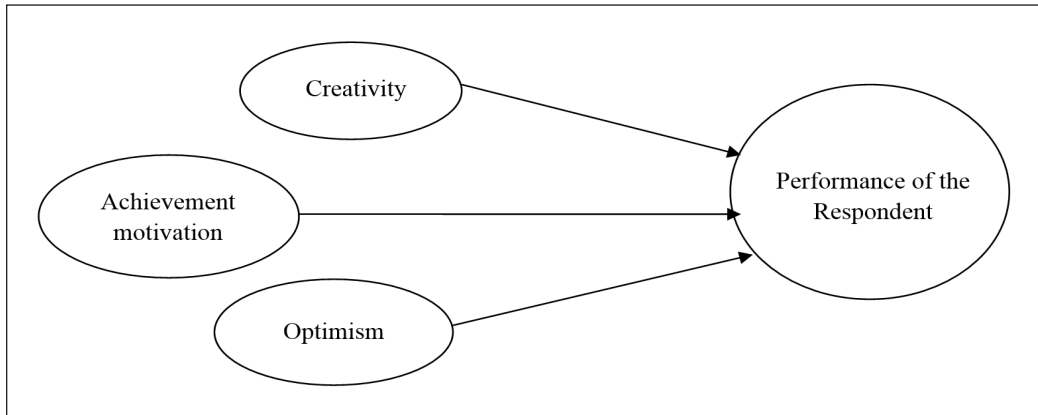 Creativity
Achievement
motivation
Optimism
Performance of the
Respondent